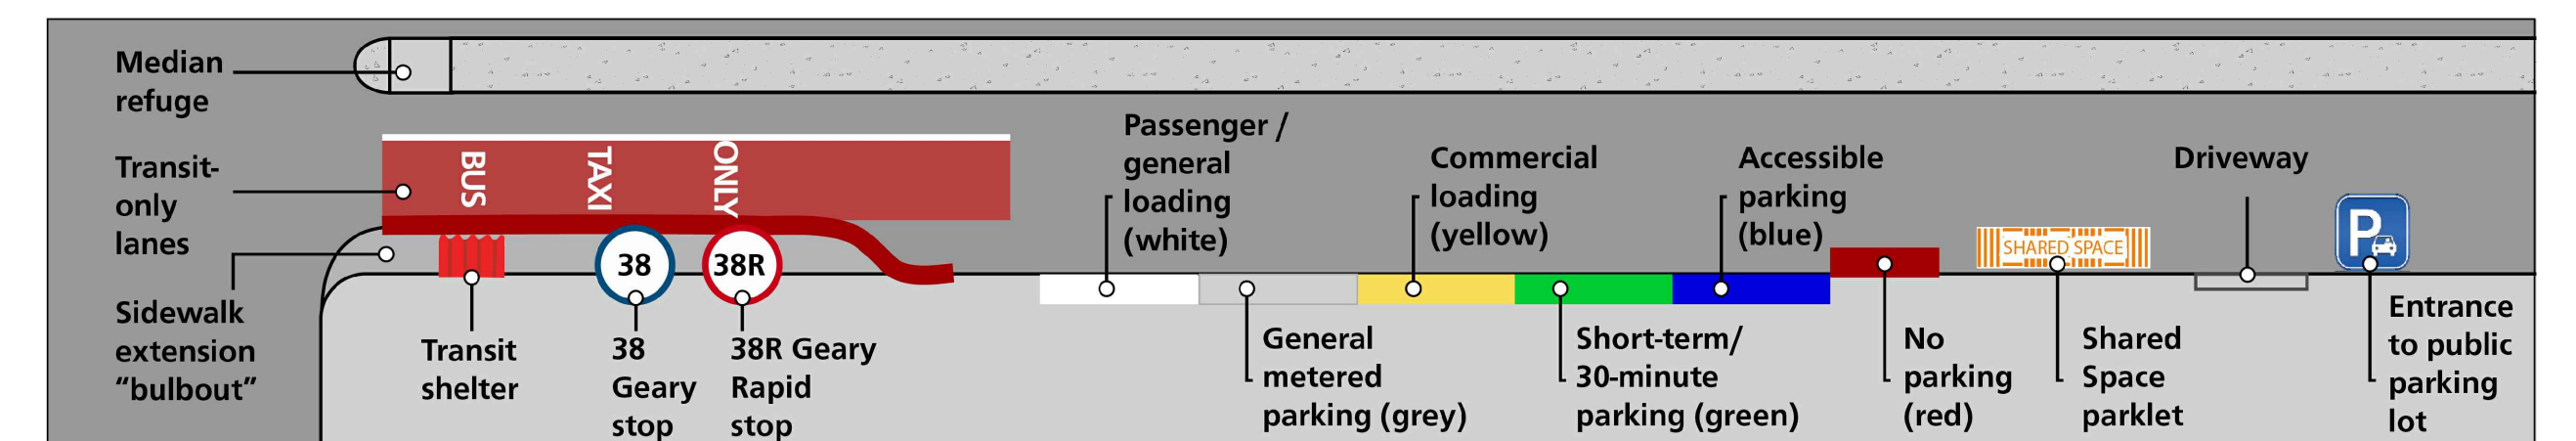 Median
refuge
Transit-
only
lanes
Sidewalk
extension
“bulbout”
BUS
TAXI
ONLY
38
38R
Transit
shelter
38
Geary
stop
38R Geary
Rapid
stop
Passenger /
general
loading
(white)
General
metered
parking (grey)
Commercial
loading
(yellow)
Short-term/
30-minute
parking (green)
Accessible
parking
(blue)
No
parking
(red)
SHARED SPACE
Shared
Space
parklet
Driveway
P
Entrance
to public
parking
lot